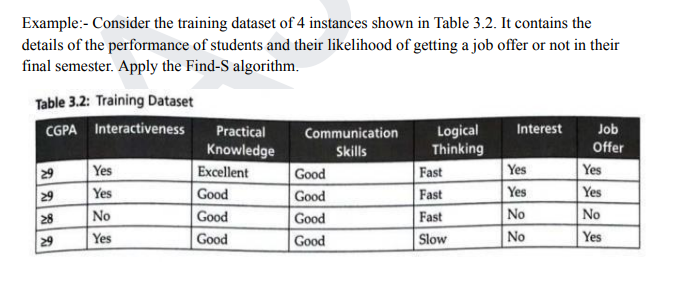 Example:- Consider the training dataset of 4 instances shown in Table 3.2. It contains the
details of the performance of students and their likelihood of getting a job offer or not in their
final semester. Apply the Find-S algorithm.
Table 3.2: Training Dataset
CGPA Interactiveness Practical Knowledge Communication Skills Logical Thinking Interest Job Offer
≥9 Yes Excellent Good Fast Yes Yes
≥9 Yes Good Good Fast Yes Yes
≥8 No Good Good Fast No No
≥9 Yes Good Good Slow No Yes